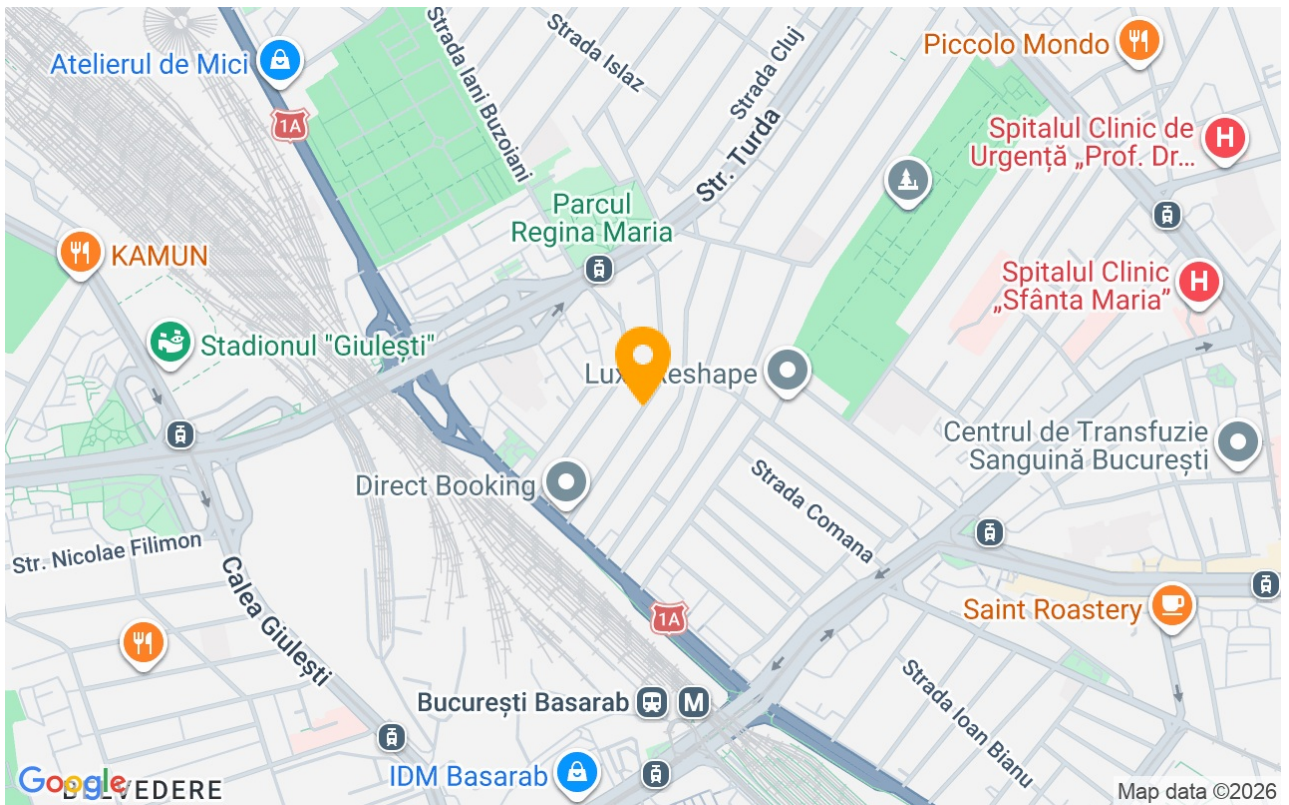 Strada Iani Buzoiani
Strada Islaz
Strada Cluj
Piccolo Mondo
Atelierul de Mici
1A
Str. Turda
Spitalul Clinic de
Urgență „Prof. Dr...
H
Parcul
Regina Maria
KAMUN
Spitalul Clinic
„Sfânta Maria”
H
Stadionul "Giulești"
Lux Reshape
Centrul de Transfuzie
Sanguină București
Direct Booking
Strada Comana
Str. Nicolae Filimon
Calea Giulești
Saint Roastery
1A
București Basarab
M
Strada Ioan Bianu
IDM Basarab
Google
VEDERE
Map data ©2026